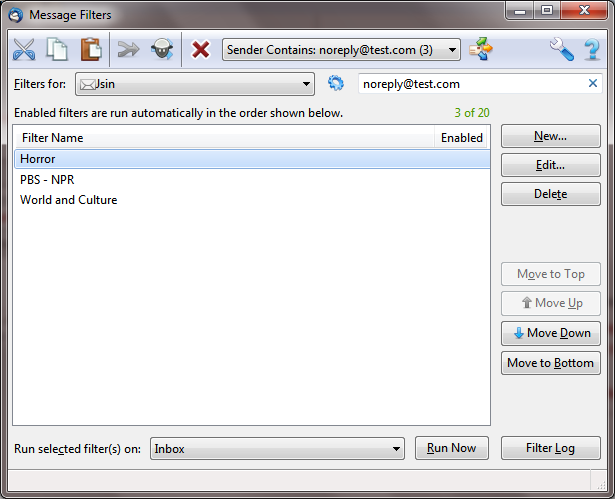 Message Filters
Sender Contains: noreply@test.com (3)
Filters for: Jsin noreply@test.com
Enabled filters are run automatically in the order shown below. 3 of 20
Filter Name Enabled New...
Horror
Edit...
PBS - NPR
Delete
World and Culture
Move to Top
Move Up
Move Down
Move to Bottom
Run selected filter(s) on: Inbox Run Now Filter Log